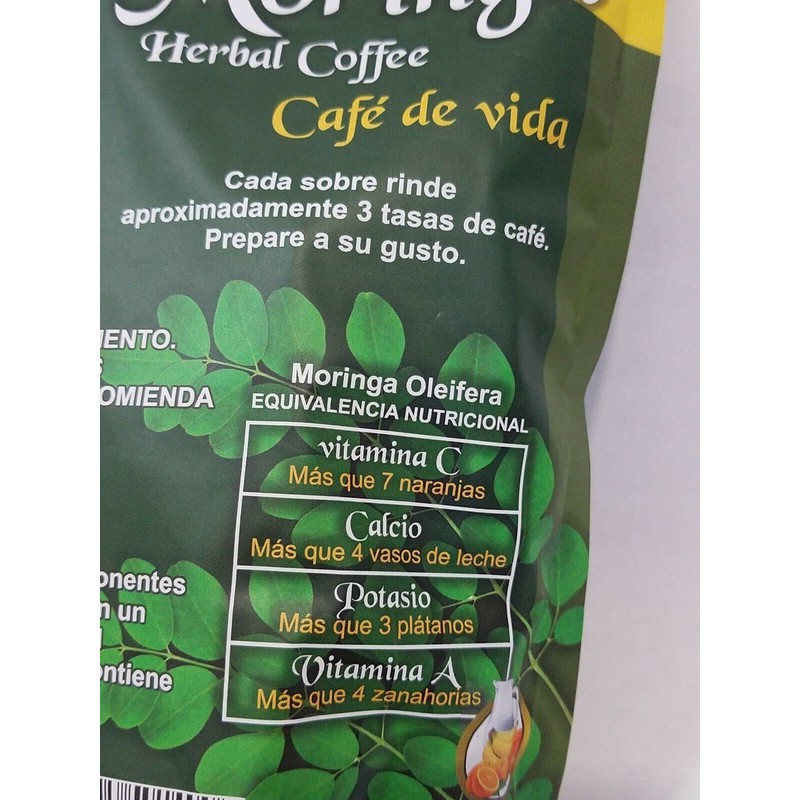 Herbal Coffee
Café de vida
Cada sobre rinde
aproximadamente 3 tasas de café.
Prepare a su gusto.
IENTO.
OMIENDA
Moringa Oleifera
EQUIVALENCIA NUTRICIONAL
vitamina C
Más que 7 naranjas
Calcio
Más que 4 vasos de leche
Potasio
Más que 3 plátanos
Vitamina A
Más que 4 zanahorias
onentes
n un
ontiene